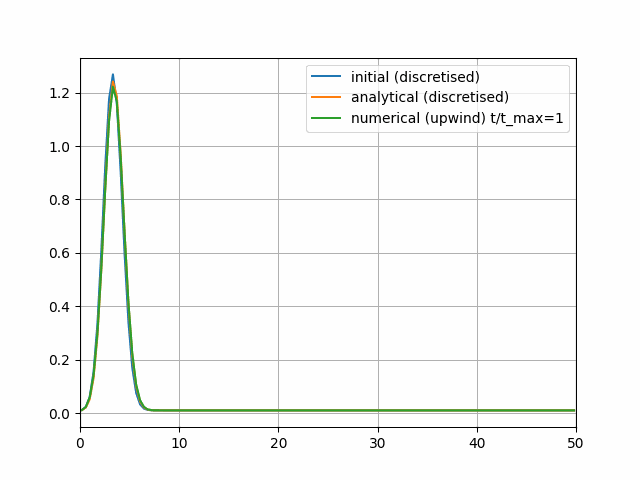 initial (discretised)
analytical (discretised)
numerical (upwind) t/t_max=1
1.2
1.0
0.8
0.6
0.4
0.2
0.0
0 10 20 30 40 50